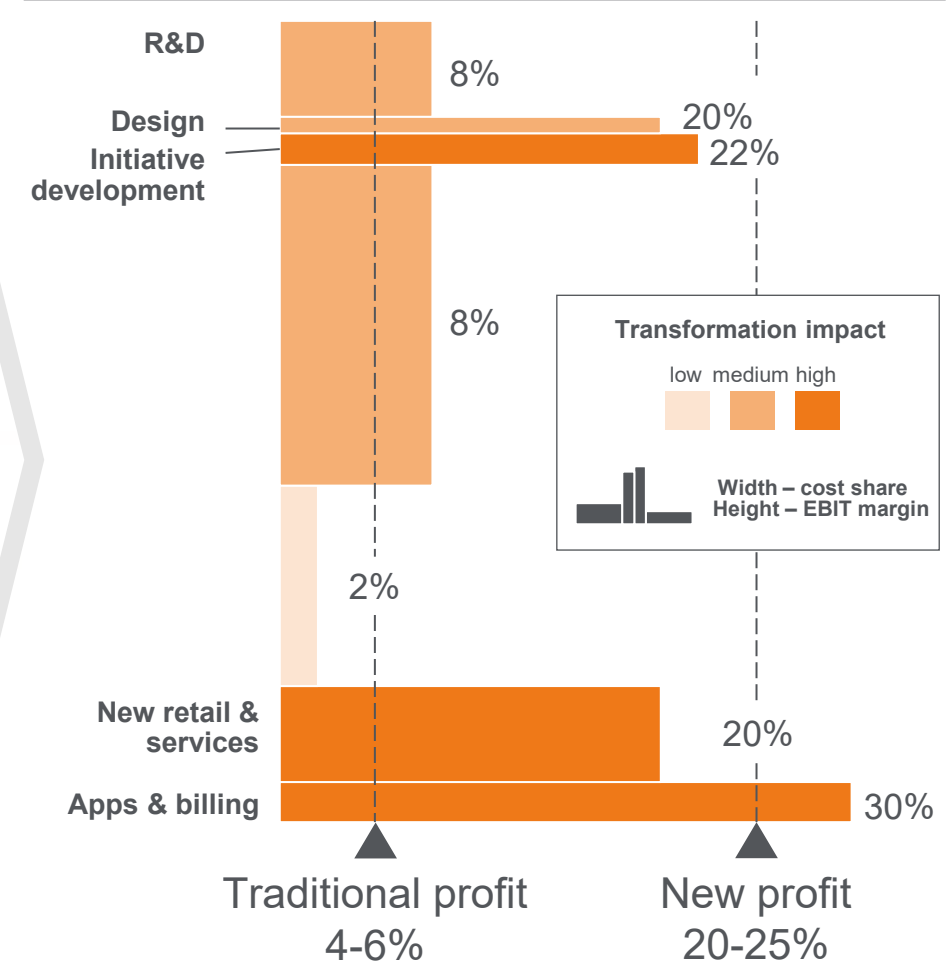 R&D
8%
Design
20%
Initiative
development
22%
8%
Transformation impact
low medium high
Width – cost share
Height – EBIT margin
2%
New retail &
services
20%
Apps & billing
30%
Traditional profit
4-6%
New profit
20-25%